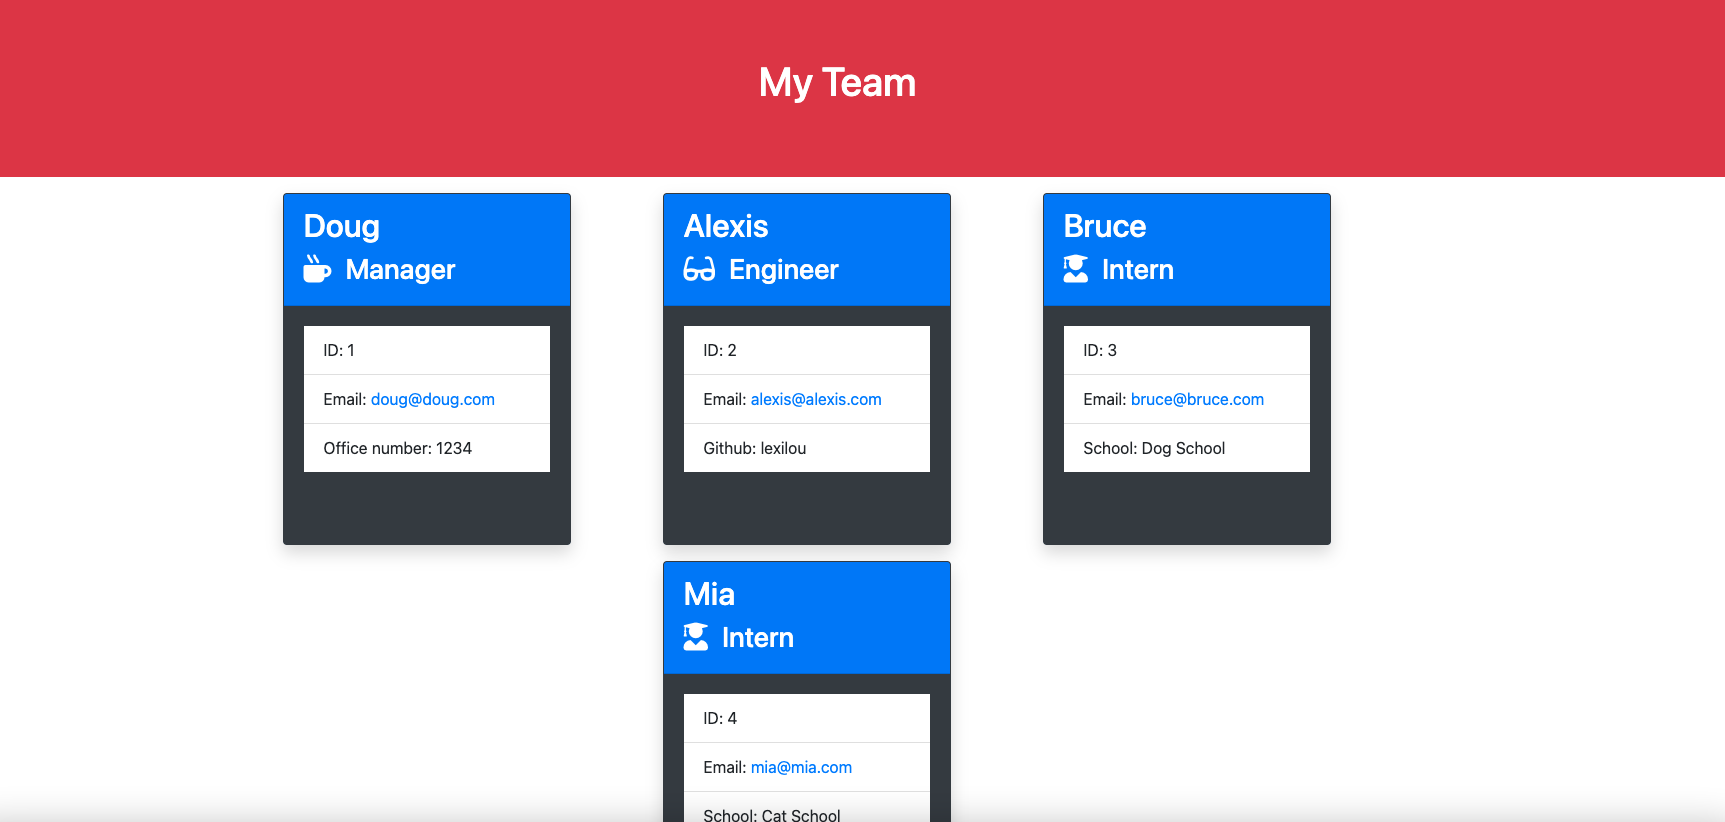 My Team
Doug
Manager
ID: 1
Email: doug@doug.com
Office number: 1234
Alexis
Engineer
ID: 2
Email: alexis@alexis.com
Github: lexilou
Bruce
Intern
ID: 3
Email: bruce@bruce.com
School: Dog School
Mia
Intern
ID: 4
Email: mia@mia.com
School: Cat School